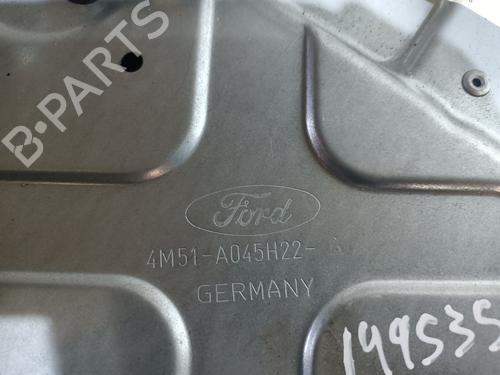 B-PARTS
Ford
4M51-A045H22-
GERMANY
199535